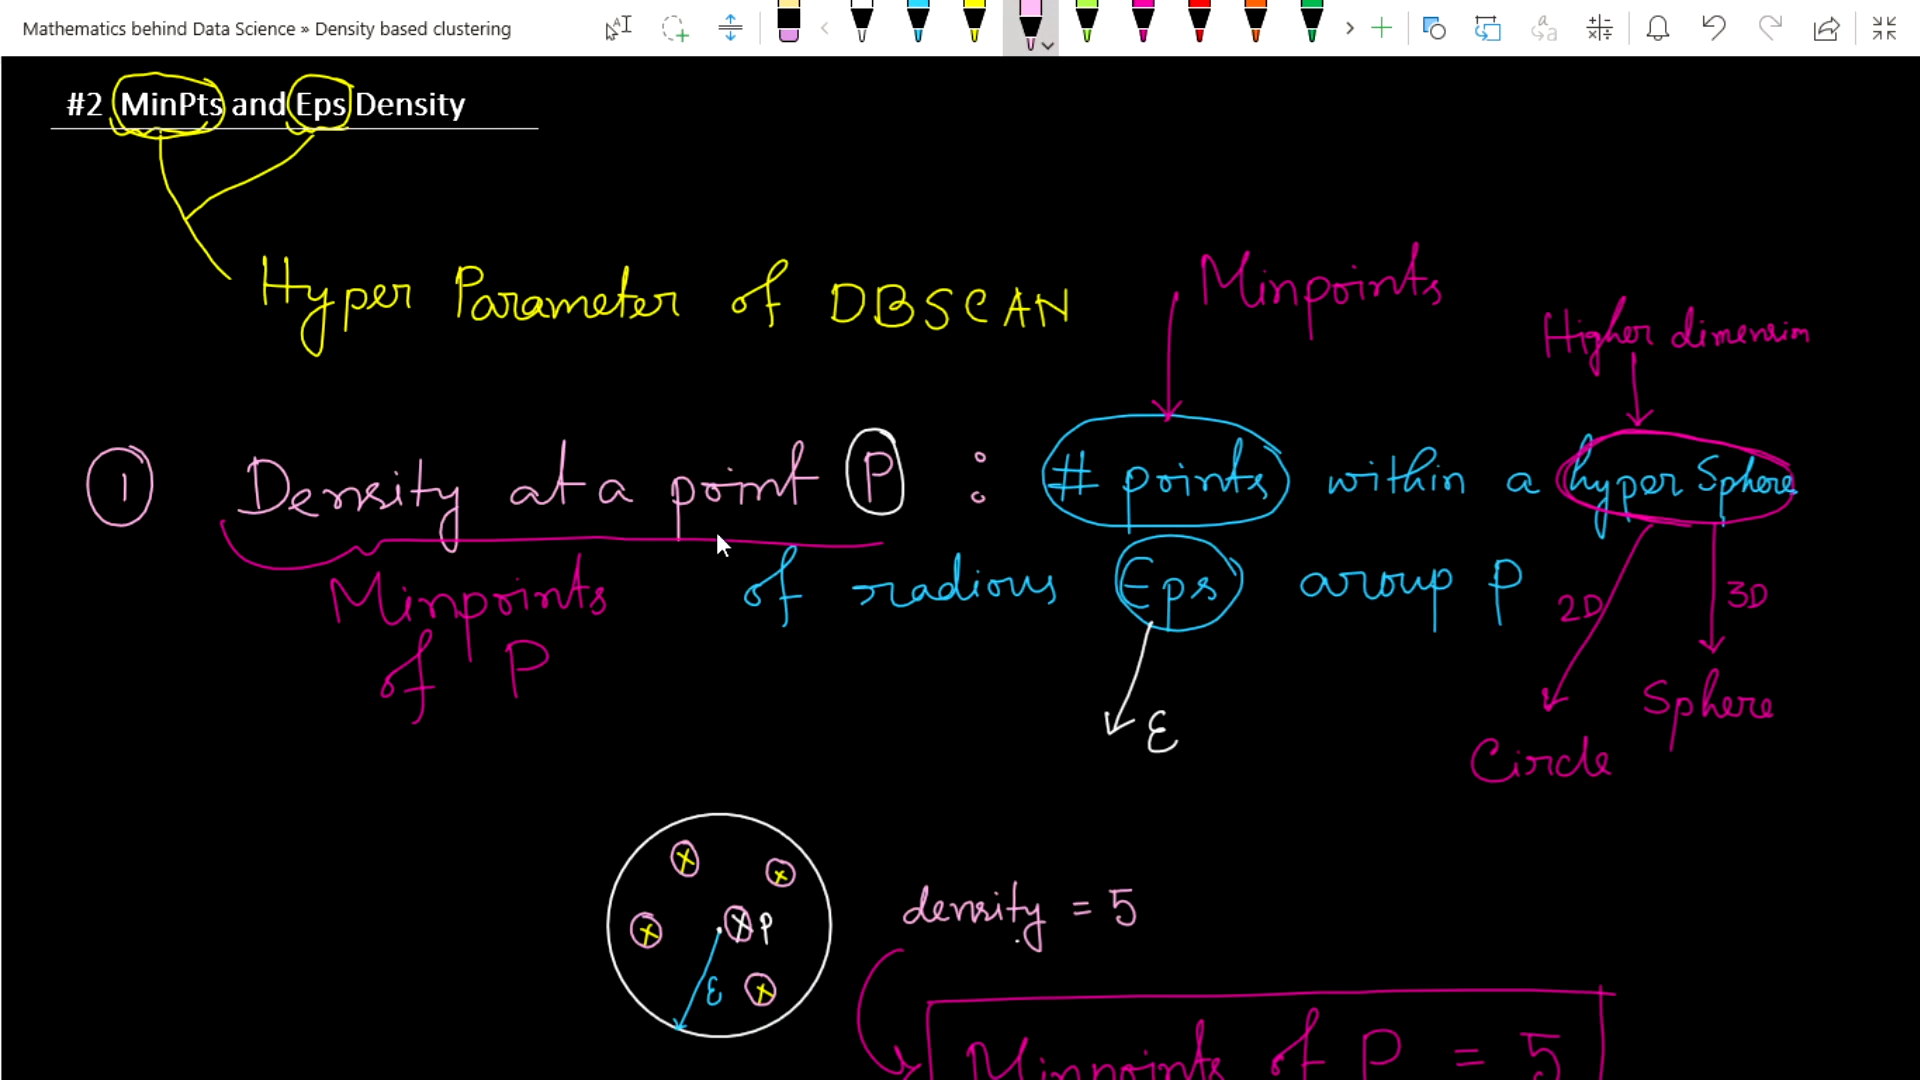 Mathematics behind Data Science » Density based clustering
#2 MinPts and Eps Density
Hyper Parameter of DBSCAN
Minpoints
Higher dimension
① Density at a point P : # points within a hyper Sphere
of radious Eps aroup P
Minpoints
of P
2D
3D
ε
Sphere
Circle
P
ε
density = 5
Minpoints of P = 5